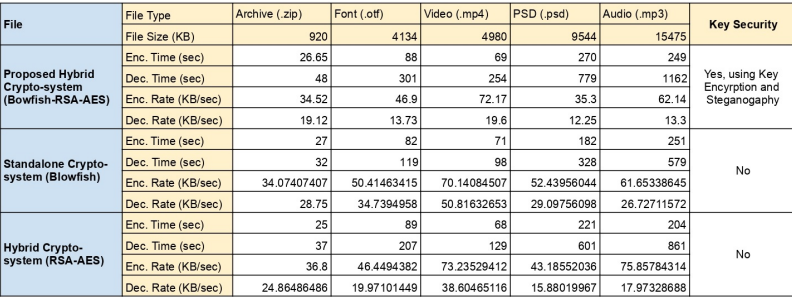 File File Type Archive (.zip) Font (.otf) Video (.mp4) PSD (.psd) Audio (.mp3) Key Security
File Size (KB) 920 4134 4980 9544 15475
Proposed Hybrid Crypto-system (Bowfish-RSA-AES) Enc. Time (sec) 26.65 88 69 270 249 Yes, using Key Encyrption and Steganogaphy
Dec. Time (sec) 48 301 254 779 1162
Enc. Rate (KB/sec) 34.52 46.9 72.17 35.3 62.14
Dec. Rate (KB/sec) 19.12 13.73 19.6 12.25 13.3
Standalone Crypto-system (Blowfish) Enc. Time (sec) 27 82 71 182 251 No
Dec. Time (sec) 32 119 98 328 579
Enc. Rate (KB/sec) 34.07407407 50.41463415 70.14084507 52.43956044 61.65338645
Dec. Rate (KB/sec) 28.75 34.7394958 50.81632653 29.09756098 26.72711572
Hybrid Crypto-system (RSA-AES) Enc. Time (sec) 25 89 68 221 204 No
Dec. Time (sec) 37 207 129 601 861
Enc. Rate (KB/sec) 36.8 46.4494382 73.23529412 43.18552036 75.85784314
Dec. Rate (KB/sec) 24.86486486 19.97101449 38.60465116 15.88019967 17.97328688